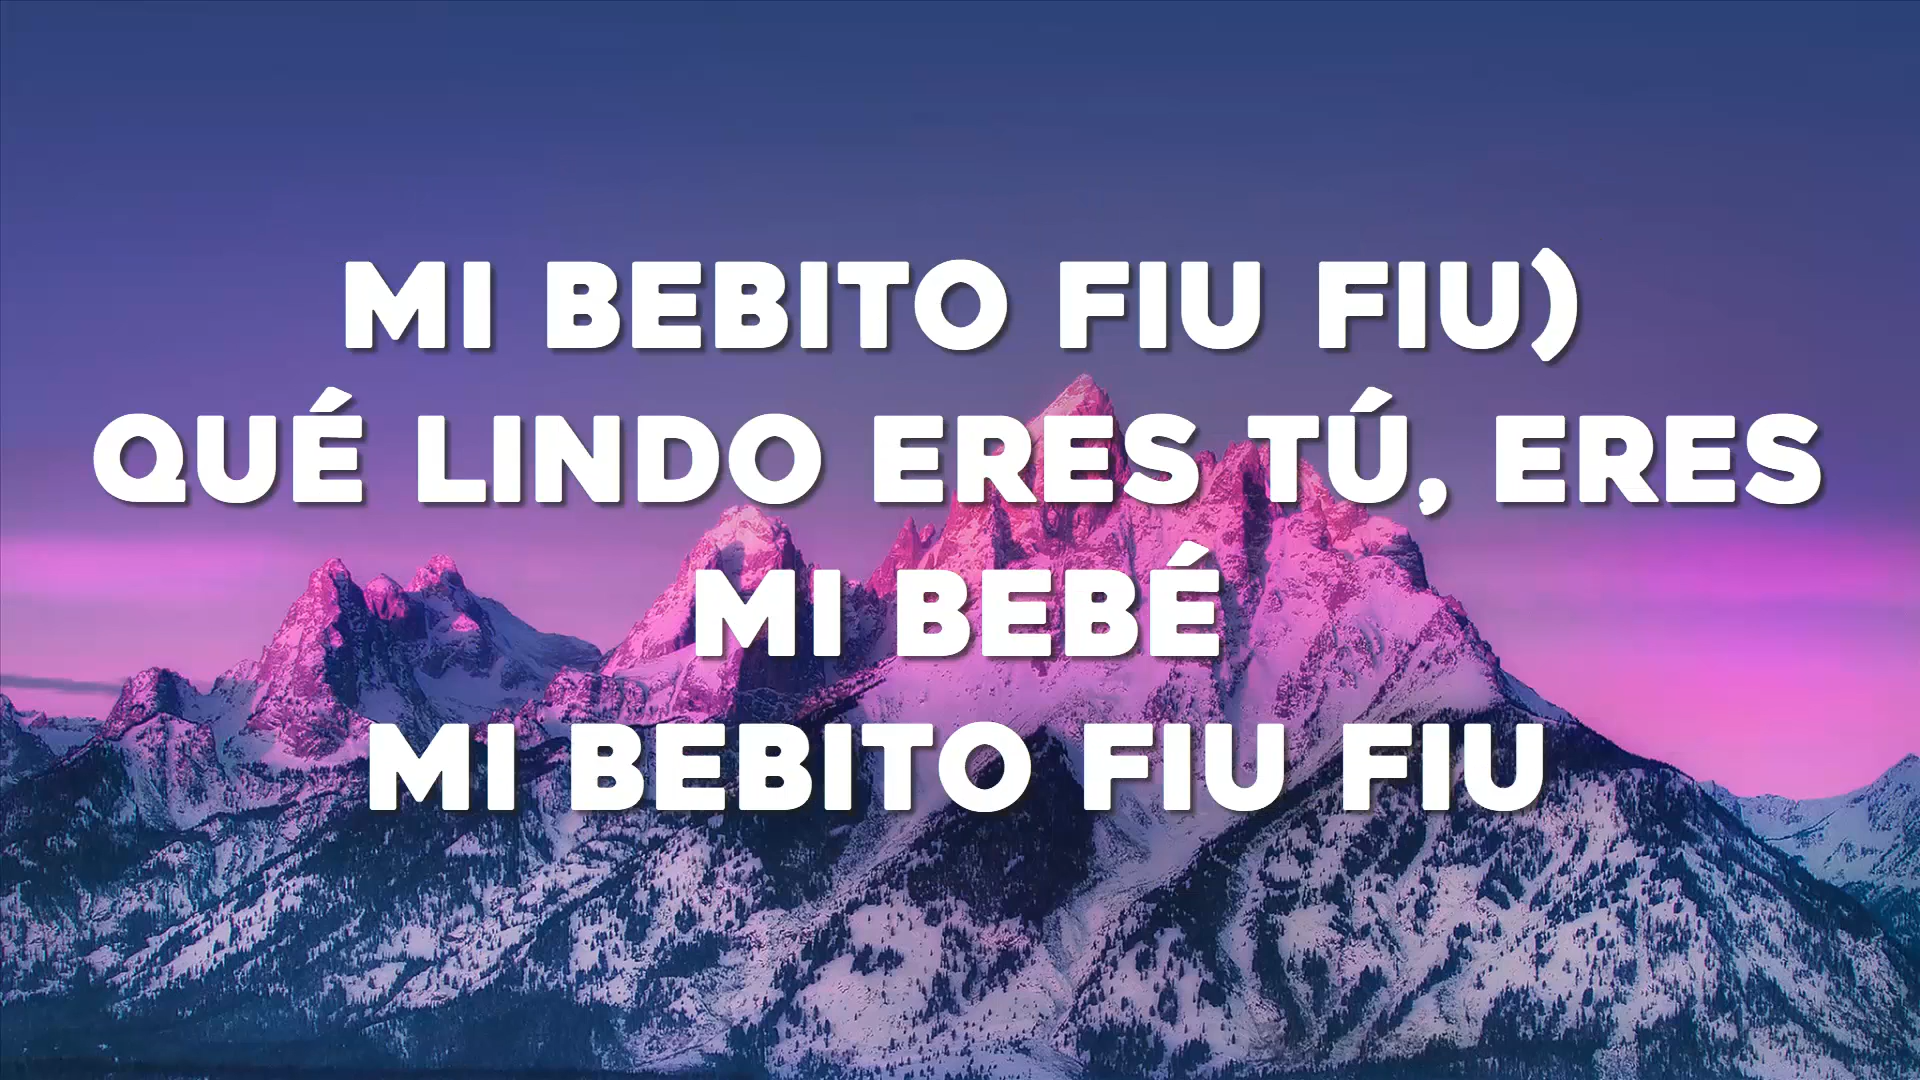 MI BEBITO FIU FIU)
QUÉ LINDO ERES TÚ, ERES
MI BEBÉ
MI BEBITO FIU FIU